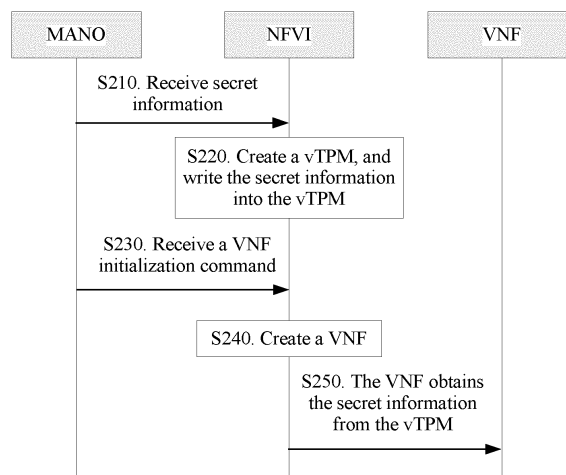 MANO
NFVI
VNF
S210. Receive secret
information
S220. Create a vTPM, and
write the secret information
into the vTPM
S230. Receive a VNF
initialization command
S240. Create a VNF
S250. The VNF obtains
the secret information
from the vTPM